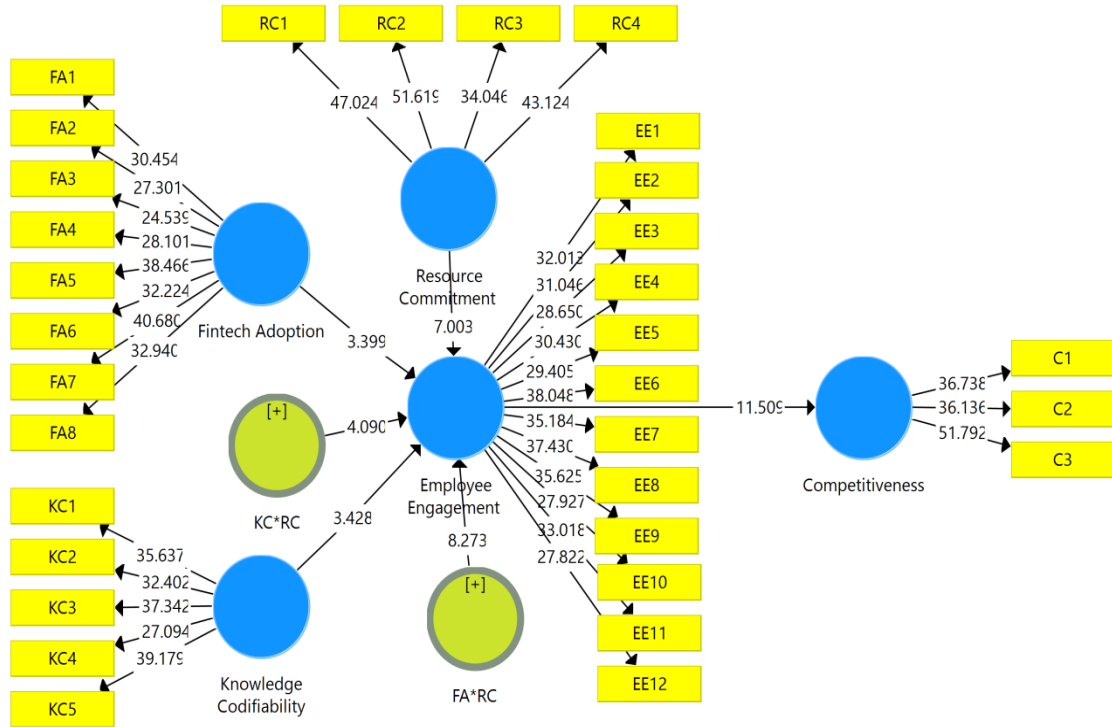 RC1
RC2
RC3
RC4
47.024
51.619
34.046
43.124
Resource
Commitment
7.003
FA1
FA2
FA3
FA4
FA5
FA6
FA7
FA8
30.454
27.301
24.539
28.101
38.466
32.224
40.680
32.940
Fintech Adoption
3.399
[+]
KC*RC
4.090
KC1
KC2
KC3
KC4
KC5
35.637
32.402
37.342
27.094
39.179
Knowledge
Codifiability
3.428
[+]
FA*RC
8.273
Employee
Engagement
32.013
31.046
28.650
30.430
29.405
38.048
35.184
37.430
35.625
27.927
33.018
27.822
EE1
EE2
EE3
EE4
EE5
EE6
EE7
EE8
EE9
EE10
EE11
EE12
11.509
Competitiveness
36.738
36.136
51.792
C1
C2
C3